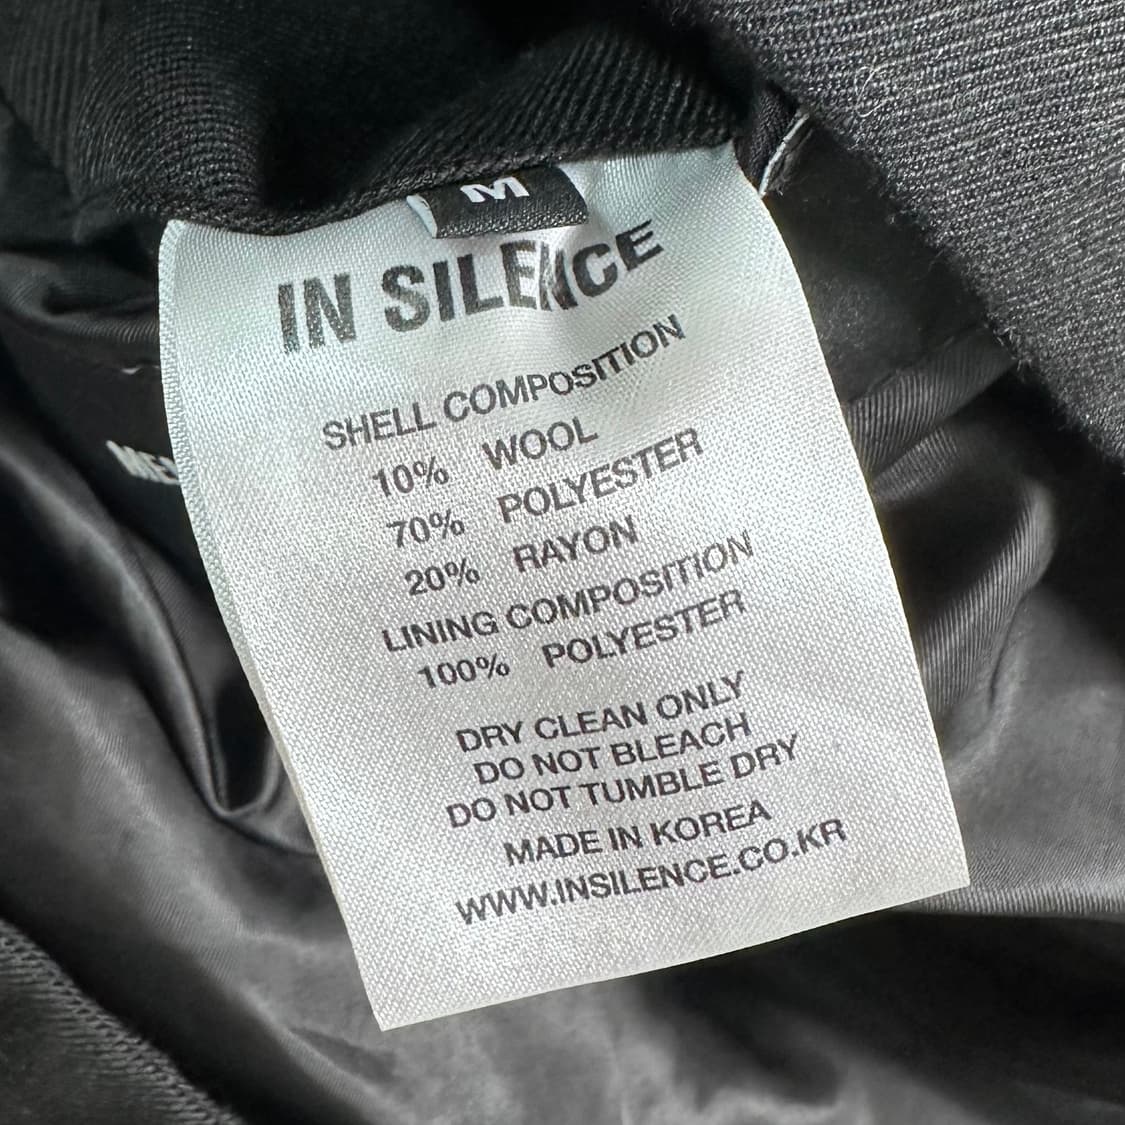 M
IN SILENCE
SHELL COMPOSITION
10% WOOL
70% POLYESTER
20% RAYON
LINING COMPOSITION
100% POLYESTER
DRY CLEAN ONLY
DO NOT BLEACH
DO NOT TUMBLE DRY
MADE IN KOREA
WWW.INSILENCE.CO.KR